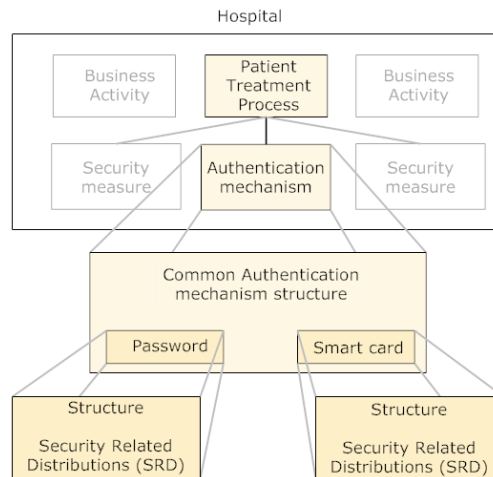 Hospital
Business
Activity
Patient
Treatment
Process
Business
Activity
Security
measure
Authentication
mechanism
Security
measure
Common Authentication
mechanism structure
Password
Smart card
Structure
Security Related
Distributions (SRD)
Structure
Security Related
Distributions (SRD)